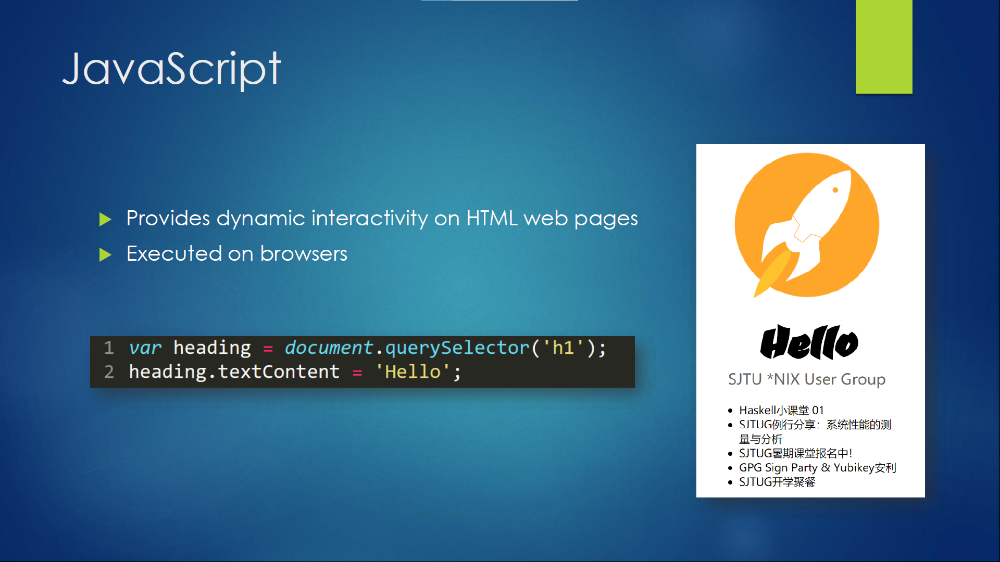 JavaScript
Provides dynamic interactivity on HTML web pages
Executed on browsers
1 var heading = document.querySelector('h1');
2 heading.textContent = 'Hello';
Hello
SJTU *NIX User Group
Haskell小课堂 01
SJTUG例行分享：系统性能的测
量与分析
SJTUG暑期课堂报名中！
GPG Sign Party & Yubikey安利
SJTUG开学聚餐